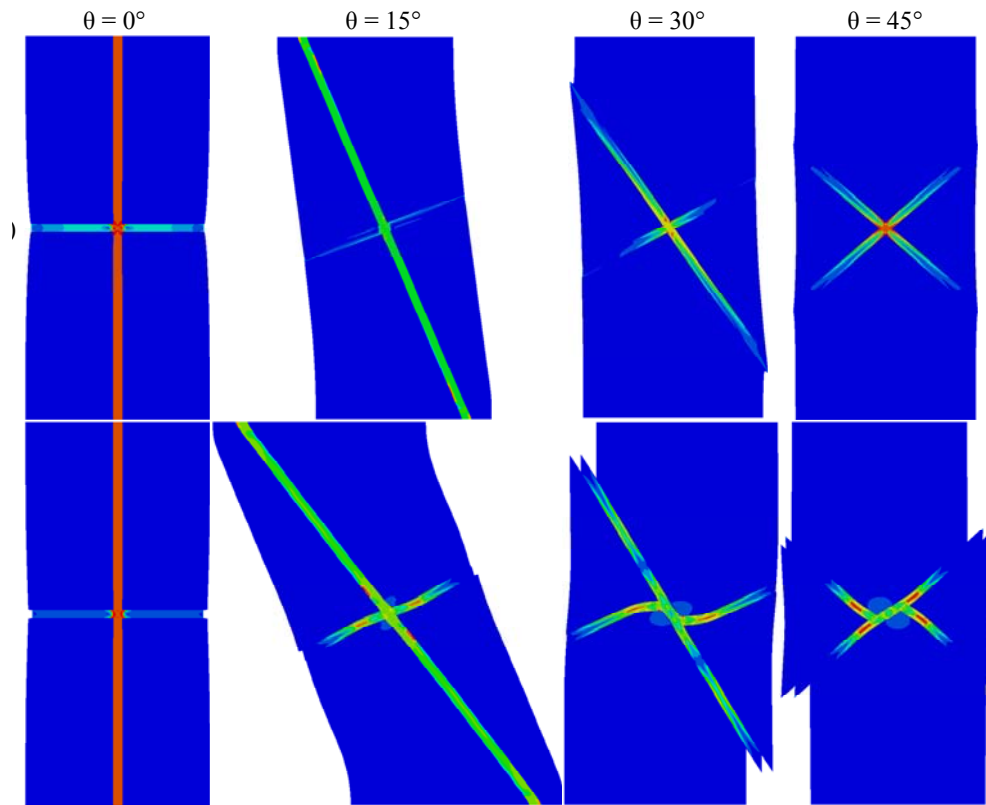 θ = 0° θ = 15° θ = 30° θ = 45°
)